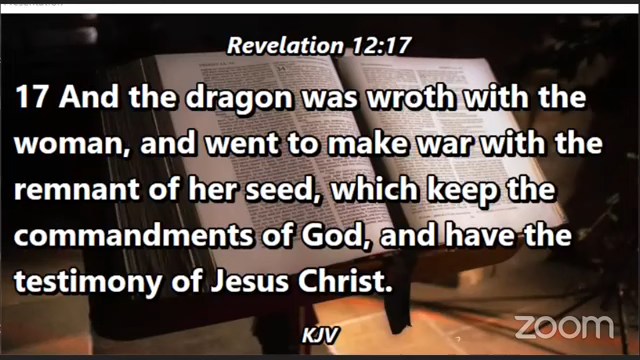 Revelation 12:17
17 And the dragon was wroth with the
woman, and went to make war with the
remnant of her seed, which keep the
commandments of God, and have the
testimony of Jesus Christ.
KJV
zoom